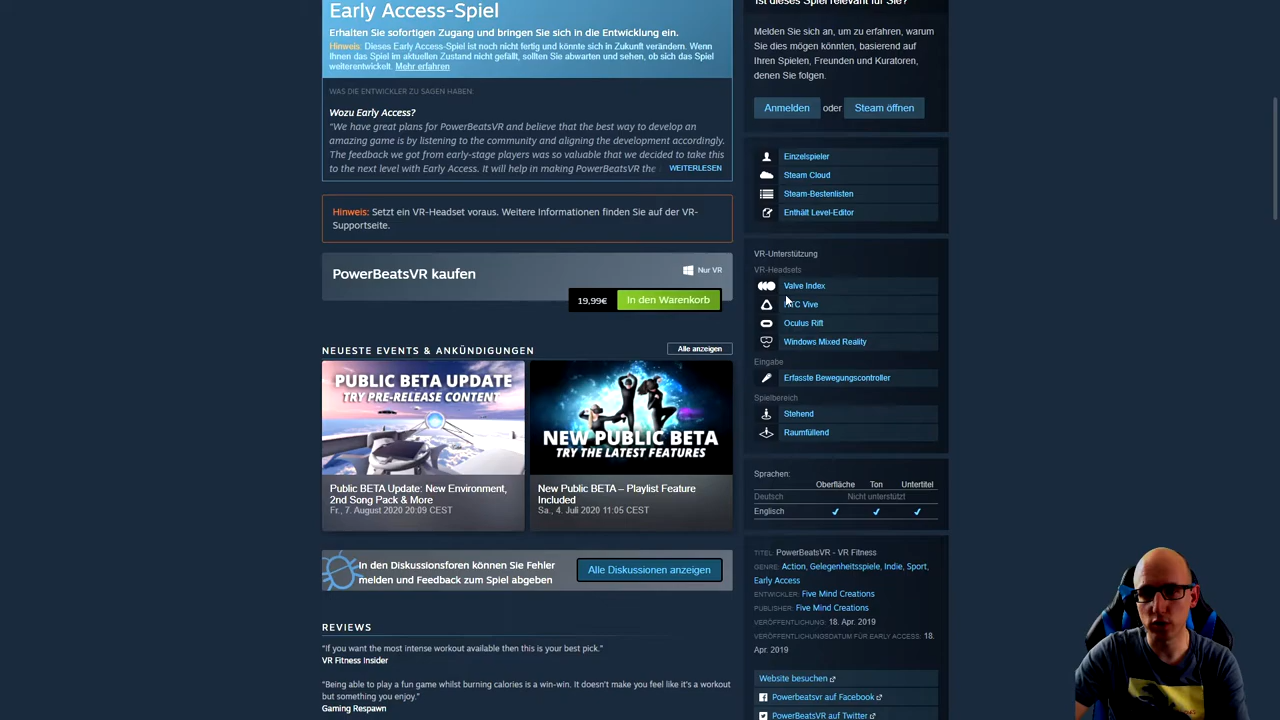 Early Access-Spiel
Erhalten Sie sofortigen Zugang und bringen Sie sich in die Entwicklung ein.
Hinweis: Dieses Early Access-Spiel ist noch nicht fertig und könnte sich in Zukunft verändern. Wenn
Ihnen das Spiel im aktuellen Zustand nicht gefällt, sollten Sie abwarten und sehen, ob sich das Spiel
weiterentwickelt. Mehr erfahren
WAS DIE ENTWICKLER ZU SAGEN HABEN:
Wozu Early Access?
“We have great plans for PowerBeatsVR and believe that the best way to develop an
amazing game is by listening to the community and aligning the development accordingly.
The feedback we got from early-stage players was so valuable that we decided to take this
to the next level with Early Access. It will help in making PowerBeatsVR the
WEITERLESEN
Hinweis: Setzt ein VR-Headset voraus. Weitere Informationen finden Sie auf der VR-
Supportseite.
PowerBeatsVR kaufen
Nur VR
19,99€
In den Warenkorb
NEUESTE EVENTS & ANKÜNDIGUNGEN
Alle anzeigen
PUBLIC BETA UPDATE
TRY PRE-RELEASE CONTENT
Public BETA Update: New Environment,
2nd Song Pack & More
Fr., 7. August 2020 20:09 CEST
NEW PUBLIC BETA
TRY THE LATEST FEATURES
New Public BETA – Playlist Feature
Included
Sa., 4. Juli 2020 11:05 CEST
In den Diskussionsforen können Sie Fehler
melden und Feedback zum Spiel abgeben
Alle Diskussionen anzeigen
REVIEWS
“If you want the most intense workout available then this is your best pick.”
VR Fitness Insider
“Being able to play a fun game whilst burning calories is a win-win. It doesn't make you feel like it's a workout
but something you enjoy.”
Gaming Respawn
Ist dieses Spiel relevant für Sie?
Melden Sie sich an, um zu erfahren, warum
Sie dies mögen könnten, basierend auf
Ihren Spielen, Freunden und Kuratoren,
denen Sie folgen.
Anmelden oder Steam öffnen
Einzelspieler
Steam Cloud
Steam-Bestenlisten
Enthält Level-Editor
VR-Unterstützung
VR-Headsets
Valve Index
HTC Vive
Oculus Rift
Windows Mixed Reality
Eingabe
Erfasste Bewegungscontroller
Spielbereich
Stehend
Raumfüllend
Sprachen:
Oberfläche Ton Untertitel
Deutsch Nicht unterstützt
Englisch ✔ ✔ ✔
TITEL: PowerBeatsVR - VR Fitness
GENRE: Action, Gelegenheitsspiele, Indie, Sport,
Early Access
ENTWICKLER: Five Mind Creations
PUBLISHER: Five Mind Creations
VERÖFFENTLICHUNG: 18. Apr. 2019
VERÖFFENTLICHUNGSDATUM FÜR EARLY ACCESS: 18.
Apr. 2019
Website besuchen
Powerbeatsvr auf Facebook
PowerBeatsVR auf Twitter